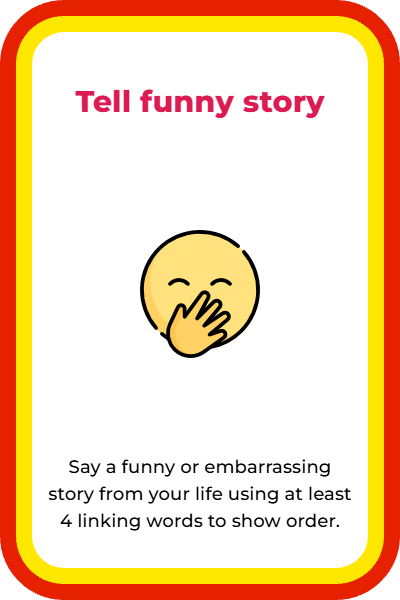 Tell funny story
Say a funny or embarrassing
story from your life using at least
4 linking words to show order.